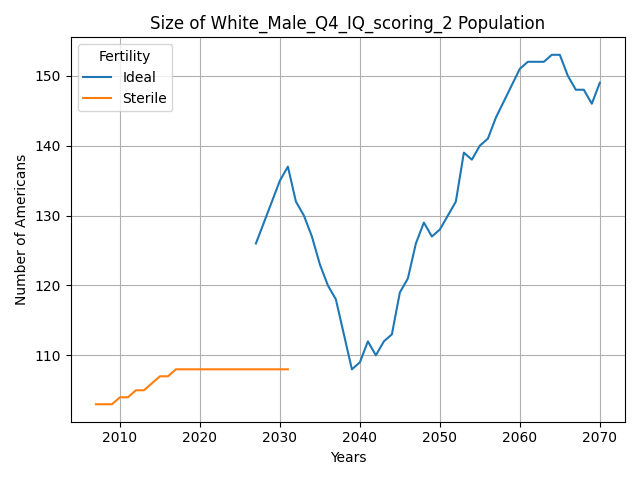 Size of White_Male_Q4_IQ_scoring_2 Population
Fertility
Ideal
Sterile
Number of Americans
150
140
130
120
110
2010 2020 2030 2040 2050 2060 2070
Years